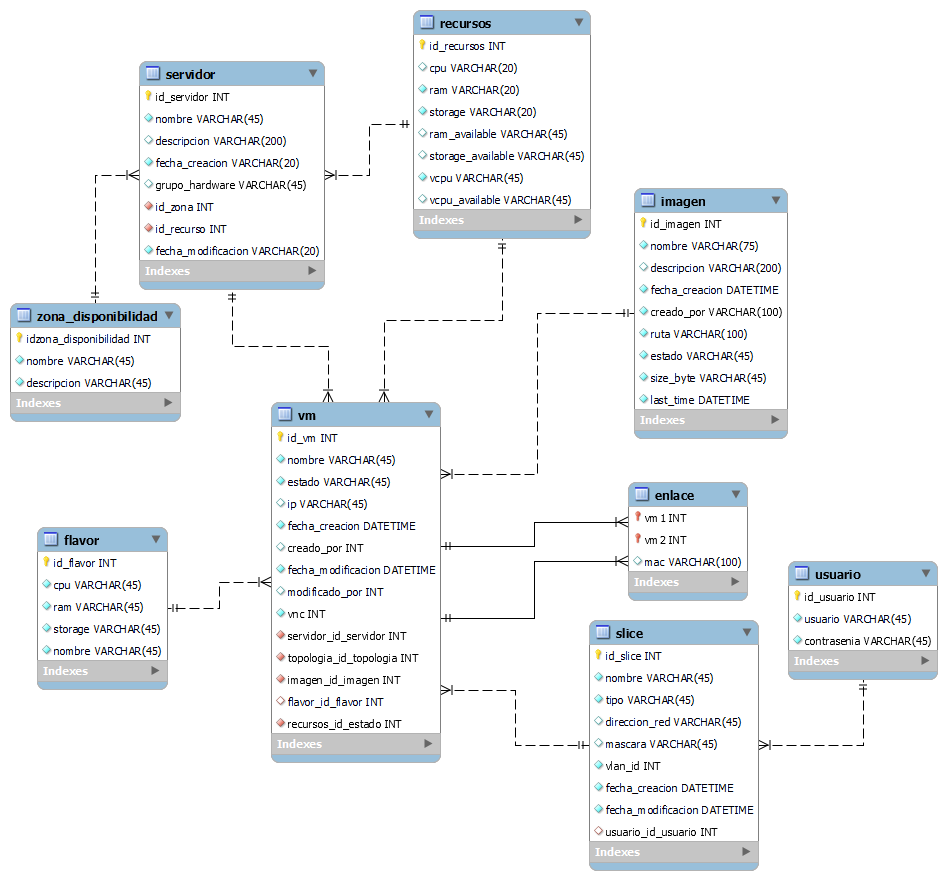 recursos
id_recursos INT
cpu VARCHAR(20)
ram VARCHAR(20)
storage VARCHAR(20)
ram_available VARCHAR(45)
storage_available VARCHAR(45)
vcpu VARCHAR(45)
vcpu_available VARCHAR(45)
Indexes
servidor
id_servidor INT
nombre VARCHAR(45)
descripcion VARCHAR(200)
fecha_creacion VARCHAR(20)
grupo_hardware VARCHAR(45)
id_zona INT
id_recurso INT
fecha_modificacion VARCHAR(20)
Indexes
imagen
id_imagen INT
nombre VARCHAR(75)
descripcion VARCHAR(200)
fecha_creacion DATETIME
creado_por VARCHAR(100)
ruta VARCHAR(100)
estado VARCHAR(45)
size_byte VARCHAR(45)
last_time DATETIME
Indexes
zona_disponibilidad
idzona_disponibilidad INT
nombre VARCHAR(45)
descripcion VARCHAR(45)
Indexes
vm
id_vm INT
nombre VARCHAR(45)
estado VARCHAR(45)
ip VARCHAR(45)
fecha_creacion DATETIME
creado_por INT
fecha_modificacion DATETIME
modificado_por INT
vnc INT
servidor_id_servidor INT
topologia_id_topologia INT
imagen_id_imagen INT
flavor_id_flavor INT
recursos_id_estado INT
Indexes
enlace
vm 1 INT
vm 2 INT
mac VARCHAR(100)
Indexes
flavor
id_flavor INT
cpu VARCHAR(45)
ram VARCHAR(45)
storage VARCHAR(45)
nombre VARCHAR(45)
Indexes
usuario
id_usuario INT
usuario VARCHAR(45)
contrasenia VARCHAR(45)
Indexes
slice
id_slice INT
nombre VARCHAR(45)
tipo VARCHAR(45)
direccion_red VARCHAR(45)
mascara VARCHAR(45)
vlan_id INT
fecha_creacion DATETIME
fecha_modificacion DATETIME
usuario_id_usuario INT
Indexes